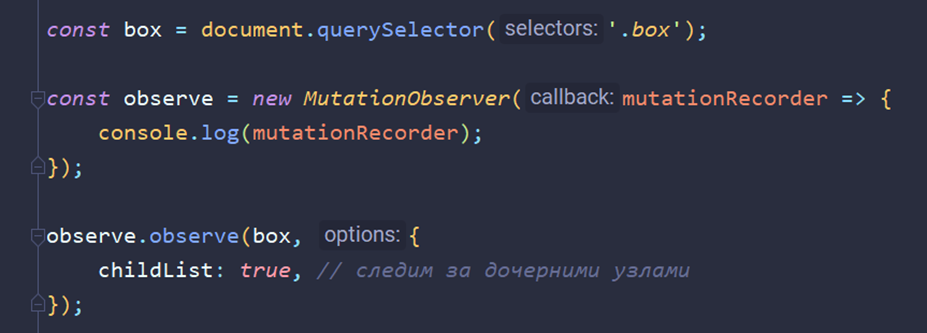 const box = document.querySelector( selectors: '.box');
const observe = new MutationObserver( callback: mutationRecorder => {
console.log(mutationRecorder);
});
observe.observe(box, options: {
childList: true, // следим за дочерними узлами
});